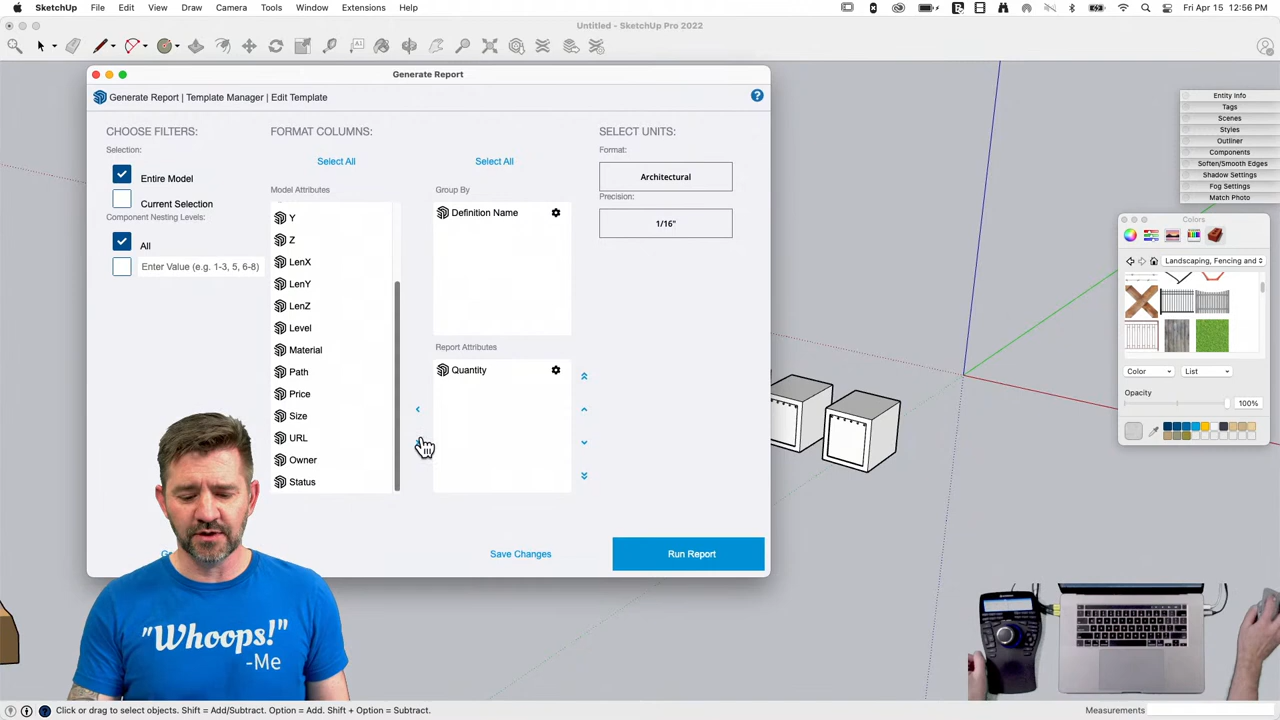 SketchUp File Edit View Draw Camera Tools Window Extensions Help Fri Apr 15 12:56 PM
Untitled - SketchUp Pro 2022
Generate Report
Generate Report | Template Manager | Edit Template
?
CHOOSE FILTERS:
Selection:
Entire Model
Current Selection
Component Nesting Levels:
All
Enter Value (e.g. 1-3, 5, 6-8)
FORMAT COLUMNS:
Select All
Model Attributes
Y
Z
LenX
LenY
LenZ
Level
Material
Path
Price
Size
URL
Owner
Status
Select All
Group By
Definition Name
Report Attributes
Quantity
SELECT UNITS:
Format:
Architectural
Precision:
1/16"
Save Changes
Run Report
Entity Info
Tags
Scenes
Styles
Outliner
Components
Soften/Smooth Edges
Shadow Settings
Fog Settings
Match Photo
Colors
Landscaping, Fencing and
Color
List
Opacity
100%
"Whoops!"
-Me
Click or drag to select objects. Shift = Add/Subtract. Option = Add. Shift + Option = Subtract.
Measurements